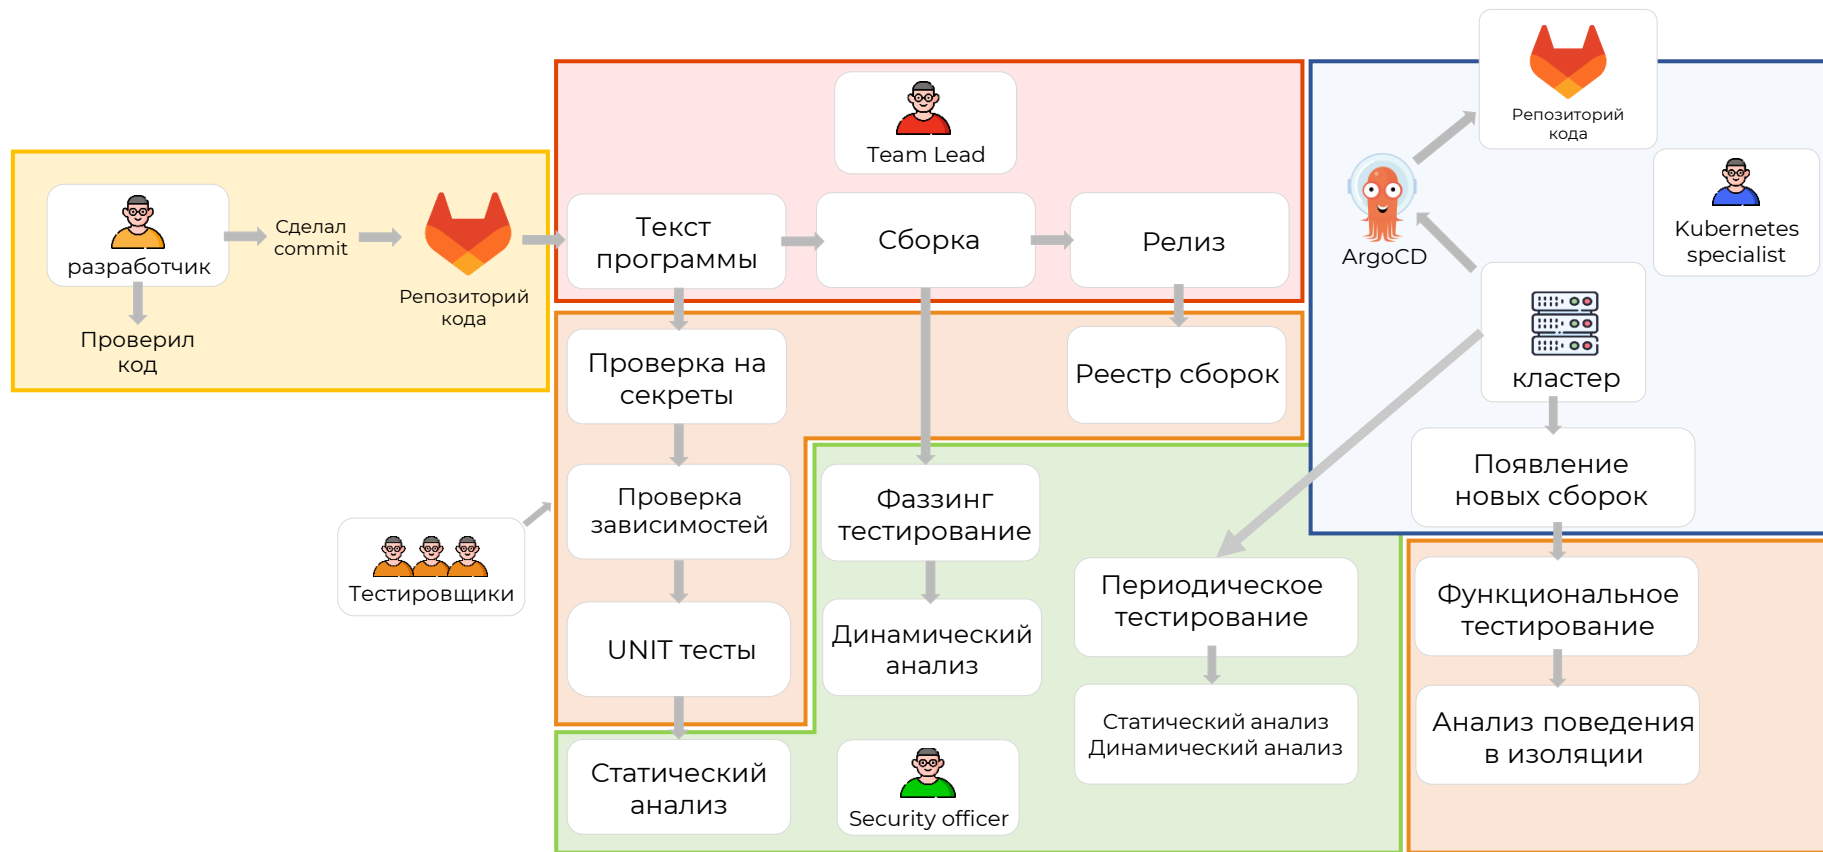 разработчик
Проверил
код
Сделал
commit
Репозиторий
кода
Team Lead
Текст
программы
Сборка
Релиз
Проверка на
секреты
Реестр сборок
Проверка
зависимостей
Тестировщики
UNIT тесты
Статический
анализ
Фаззинг
тестирование
Динамический
анализ
Security officer
Периодическое
тестирование
Статический анализ
Динамический анализ
Репозиторий
кода
ArgoCD
Kubernetes
specialist
кластер
Появление
новых сборок
Функциональное
тестирование
Анализ поведения
в изоляции